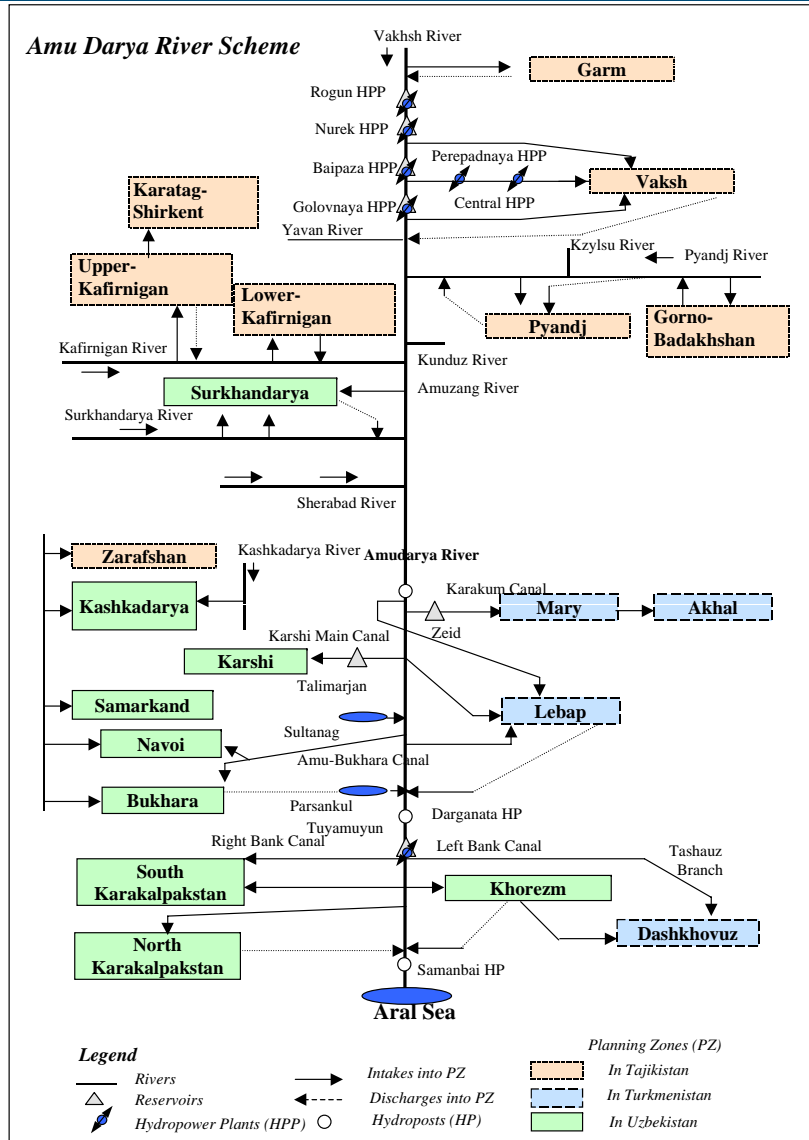 Amu Darya River Scheme
Vakhsh River
Garm
Rogun HPP
Nurek HPP
Baipaza HPP
Perepadnaya HPP
Vaksh
Karatag-
Shirkent
Golovnaya HPP
Central HPP
Yavan River
Kzylsu River
Pyandj River
Upper-
Kafirnigan
Lower-
Kafirnigan
Pyandj
Gorno-
Badakhshan
Kafirnigan River
Kunduz River
Surkhandarya
Amuzang River
Surkhandarya River
Sherabad River
Zarafshan
Kashkadarya River
Amudarya River
Kashkadarya
Karakum Canal
Mary
Akhal
Zeid
Karshi Main Canal
Karshi
Talimarjan
Samarkand
Lebap
Sultanag
Navoi
Amu-Bukhara Canal
Bukhara
Parsankul
Darganata HP
Tuyamuyun
Right Bank Canal
Left Bank Canal
Tashauz
Branch
South
Karakalpakstan
Khorezm
Dashkhovuz
North
Karakalpakstan
Samanbai HP
Aral Sea
Legend
Rivers
Reservoirs
Hydropower Plants (HPP)
Intakes into PZ
Discharges into PZ
Hydroposts (HP)
Planning Zones (PZ)
In Tajikistan
In Turkmenistan
In Uzbekistan